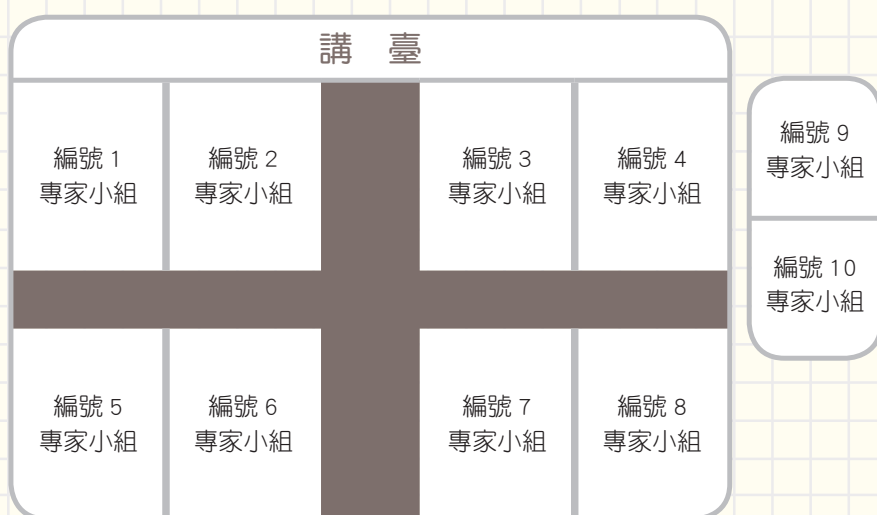 講 臺
編號 1
專家小組
編號 2
專家小組
編號 3
專家小組
編號 4
專家小組
編號 9
專家小組
編號 10
專家小組
編號 5
專家小組
編號 6
專家小組
編號 7
專家小組
編號 8
專家小組